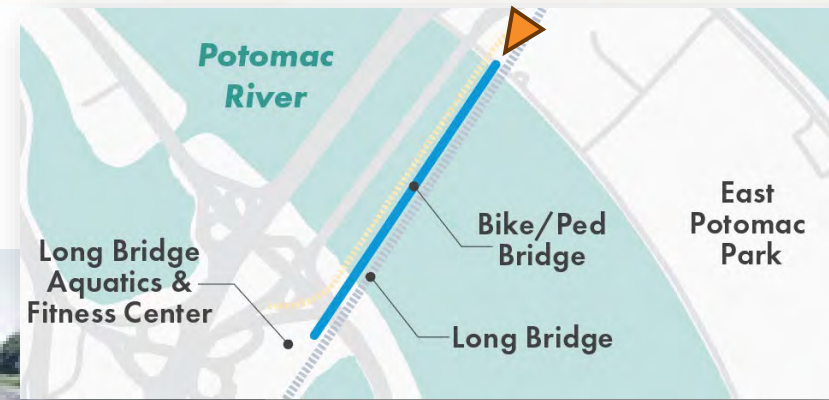 Potomac
River
Bike/Ped
Bridge
East
Potomac
Park
Long Bridge
Aquatics &
Fitness Center
Long Bridge